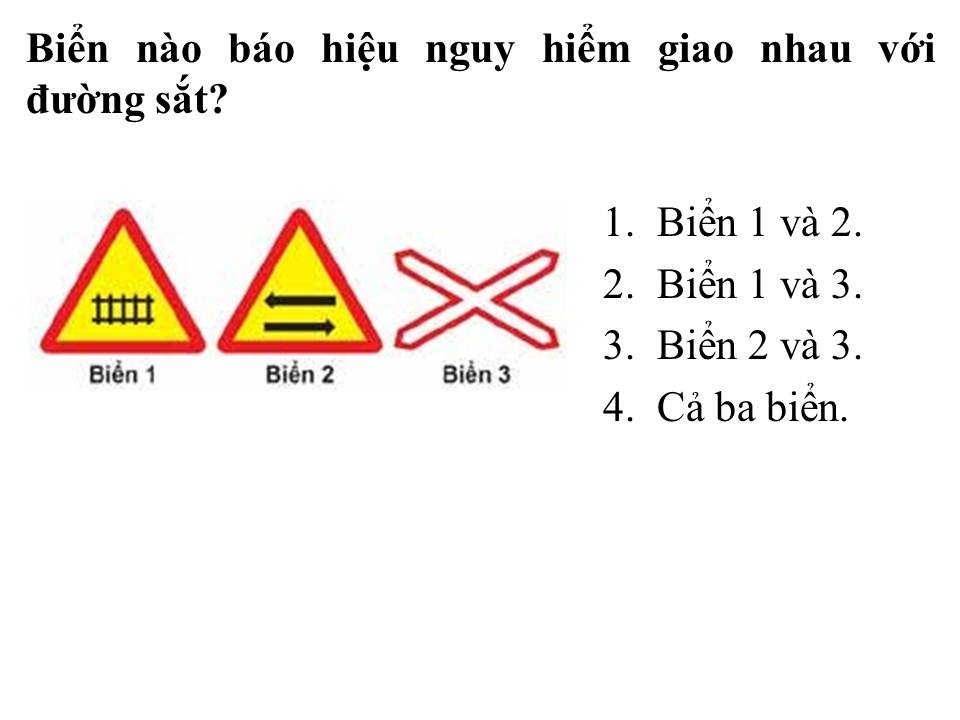 Biển nào báo hiệu nguy hiểm giao nhau với
đường sắt?
Biển 1
Biển 2
Biển 3
1. Biển 1 và 2.
2. Biển 1 và 3.
3. Biển 2 và 3.
4. Cả ba biển.